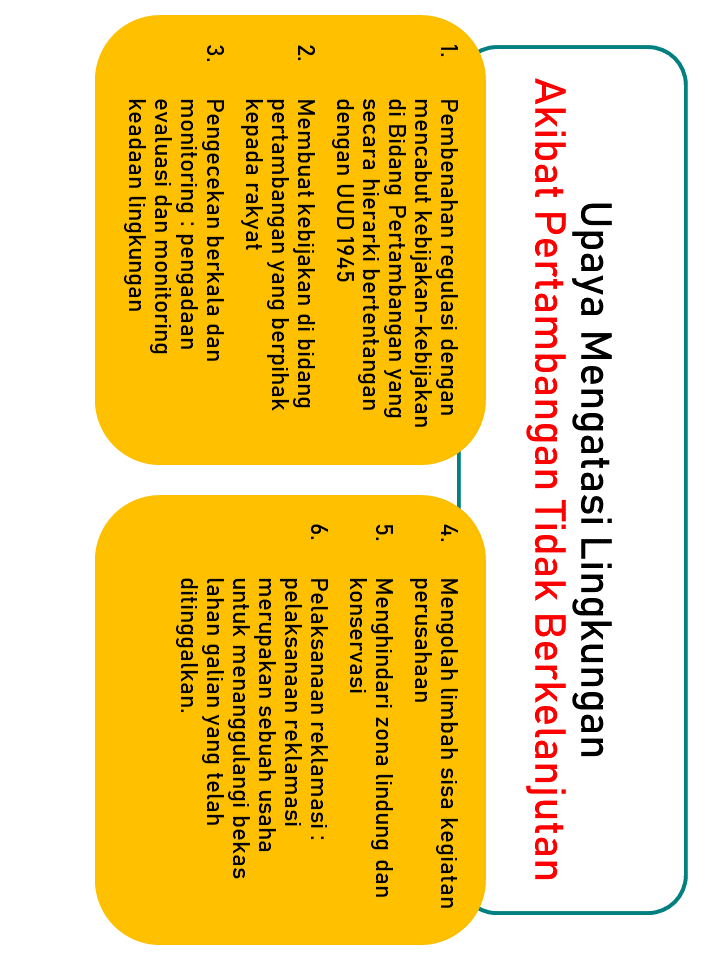 Upaya Mengatasi Lingkungan
Akibat Pertambangan Tidak Berkelanjutan
1. Pembenahan regulasi dengan
mencabut kebijakan-kebijakan
di Bidang Pertambangan yang
secara hierarki bertentangan
dengan UUD 1945
2. Membuat kebijakan di bidang
pertambangan yang berpihak
kepada rakyat
3. Pengecekan berkala dan
monitoring : pengadaan
evaluasi dan monitoring
keadaan lingkungan
4. Mengolah limbah sisa kegiatan
perusahaan
5. Menghindari zona lindung dan
konservasi
6. Pelaksanaan reklamasi :
pelaksanaan reklamasi
merupakan sebuah usaha
untuk menanggulangi bekas
lahan galian yang telah
ditinggalkan.